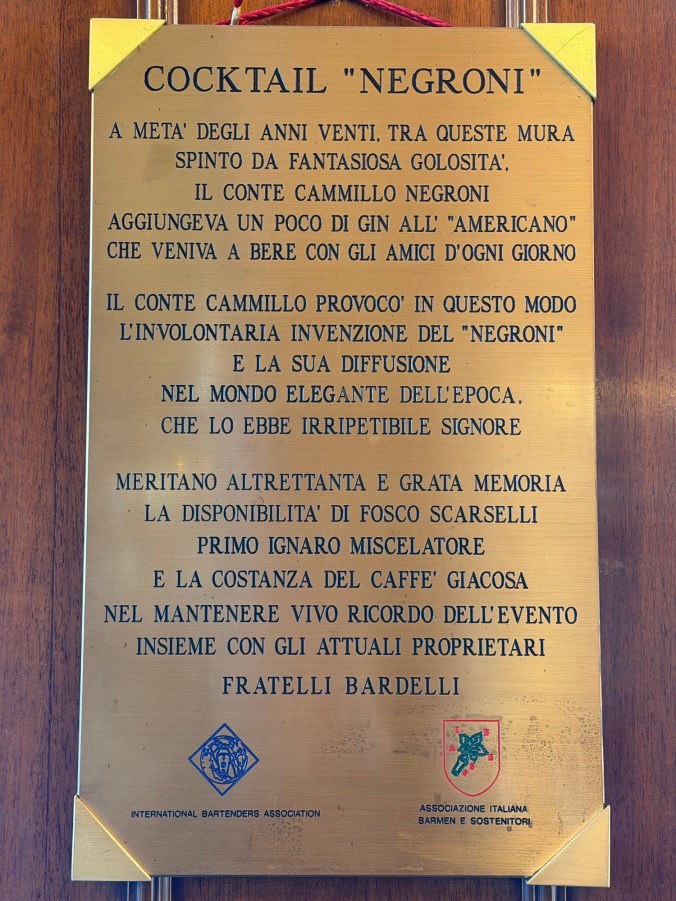 COCKTAIL "NEGRONI"
A META' DEGLI ANNI VENTI, TRA QUESTE MURA
SPINTO DA FANTASIOSA GOLOSITA',
IL CONTE CAMMILLO NEGRONI
AGGIUNGEVA UN POCO DI GIN ALL' "AMERICANO"
CHE VENIVA A BERE CON GLI AMICI D'OGNI GIORNO
IL CONTE CAMMILLO PROVOCO' IN QUESTO MODO
L'INVOLONTARIA INVENZIONE DEL "NEGRONI"
E LA SUA DIFFUSIONE
NEL MONDO ELEGANTE DELL'EPOCA,
CHE LO EBBE IRRIPETIBILE SIGNORE
MERITANO ALTRETTANTA E GRATA MEMORIA
LA DISPONIBILITA' DI FOSCO SCARSELLI
PRIMO IGNARO MISCELATORE
E LA COSTANZA DEL CAFFE' GIACOSA
NEL MANTENERE VIVO RICORDO DELL'EVENTO
INSIEME CON GLI ATTUALI PROPRIETARI
FRATELLI BARDELLI
INTERNATIONAL BARTENDERS ASSOCIATION
ASSOCIAZIONE ITALIANA
BARMEN E SOSTENITORI